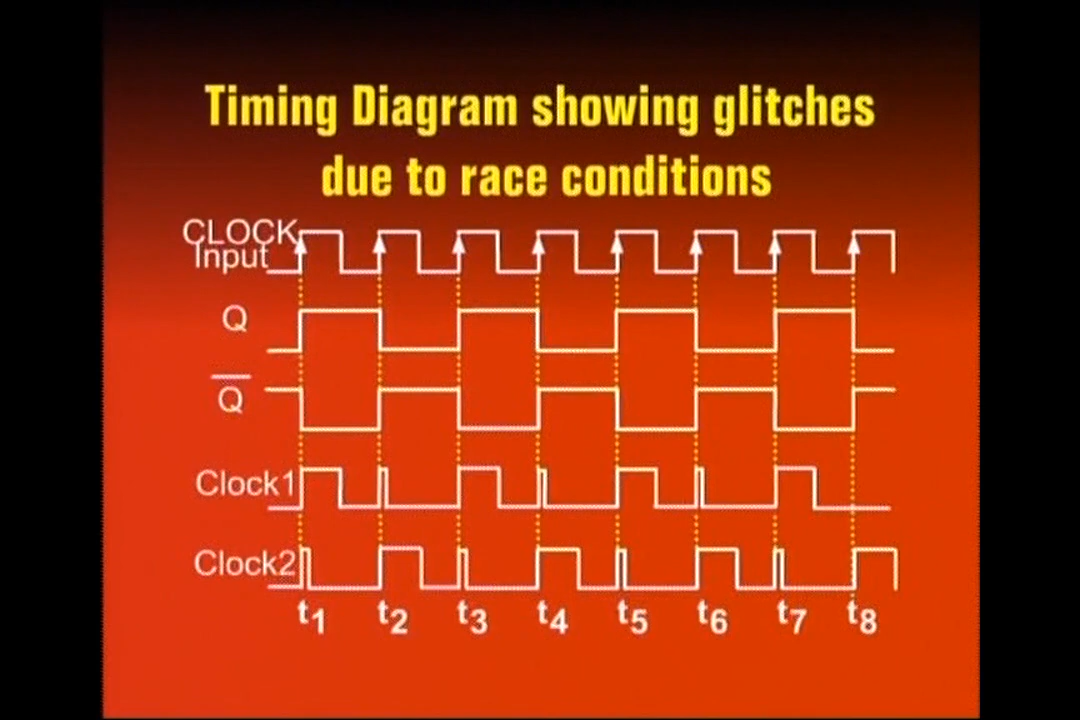 Timing Diagram showing glitches
due to race conditions
CLOCK
Input
Q
Q̅
Clock1
Clock2
t1 t2 t3 t4 t5 t6 t7 t8